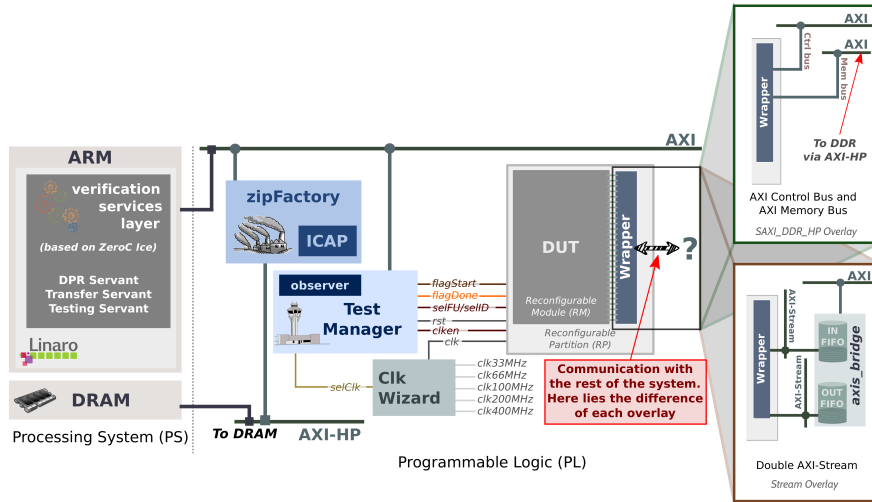 ARM
verification
services
layer
(based on ZeroC Ice)
DPR Servant
Transfer Servant
Testing Servant
Linaro
DRAM
Processing System (PS)
To DRAM
AXI-HP
AXI
zipFactory
ICAP
observer
Test
Manager
flagStart
flagDone
selFU/selID
rst
clken
clk
selClk
Clk
Wizard
clk33MHz
clk66MHz
clk100MHz
clk200MHz
clk400MHz
DUT
Reconfigurable
Module (RM)
Reconfigurable
Partition (RP)
Wrapper
?
Communication with
the rest of the system.
Here lies the difference
of each overlay
Programmable Logic (PL)
AXI
Ctrl bus
AXI
Mem bus
Wrapper
To DDR
via AXI-HP
AXI Control Bus and
AXI Memory Bus
SAXI_DDR_HP Overlay
AXI
AXI-Stream
Wrapper
IN
FIFO
AXI-Stream
OUT
FIFO
axis_bridge
Double AXI-Stream
Stream Overlay